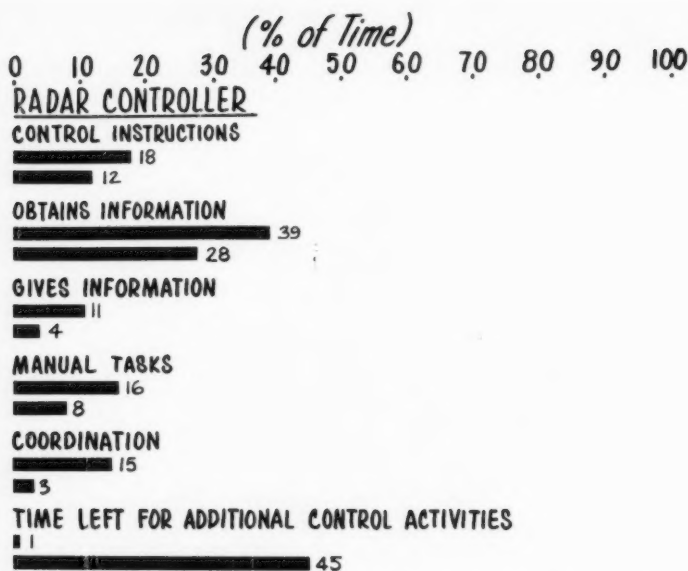 (% of Time)
0 10 20 30 40 50 60 70 80 90 100
RADAR CONTROLLER
CONTROL INSTRUCTIONS
18
12
OBTAINS INFORMATION
39
28
GIVES INFORMATION
11
4
MANUAL TASKS
16
8
COORDINATION
15
3
TIME LEFT FOR ADDITIONAL CONTROL ACTIVITIES
1
45